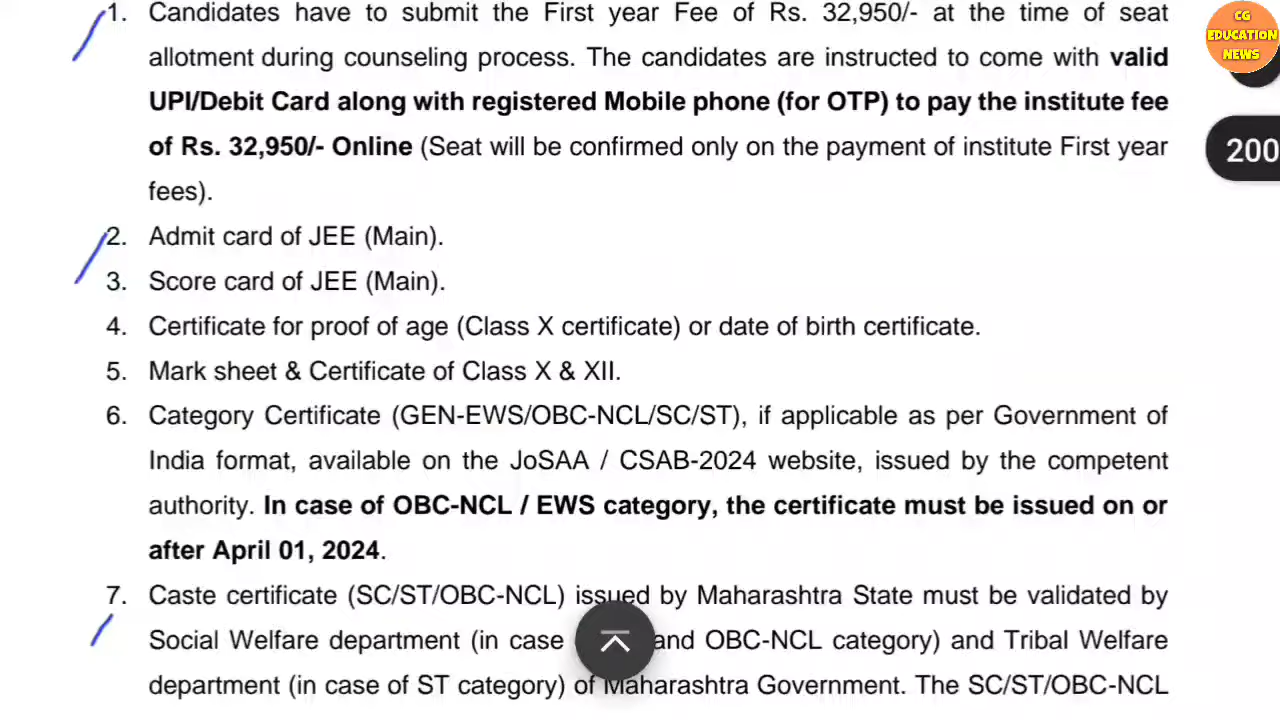 1. Candidates have to submit the First year Fee of Rs. 32,950/- at the time of seat
allotment during counseling process. The candidates are instructed to come with valid
UPI/Debit Card along with registered Mobile phone (for OTP) to pay the institute fee
of Rs. 32,950/- Online (Seat will be confirmed only on the payment of institute First year
fees).
2. Admit card of JEE (Main).
3. Score card of JEE (Main).
4. Certificate for proof of age (Class X certificate) or date of birth certificate.
5. Mark sheet & Certificate of Class X & XII.
6. Category Certificate (GEN-EWS/OBC-NCL/SC/ST), if applicable as per Government of
India format, available on the JoSAA / CSAB-2024 website, issued by the competent
authority. In case of OBC-NCL / EWS category, the certificate must be issued on or
after April 01, 2024.
7. Caste certificate (SC/ST/OBC-NCL) issued by Maharashtra State must be validated by
Social Welfare department (in case and OBC-NCL category) and Tribal Welfare
department (in case of ST category) of Maharashtra Government. The SC/ST/OBC-NCL
CG
EDUCATION
NEWS
200